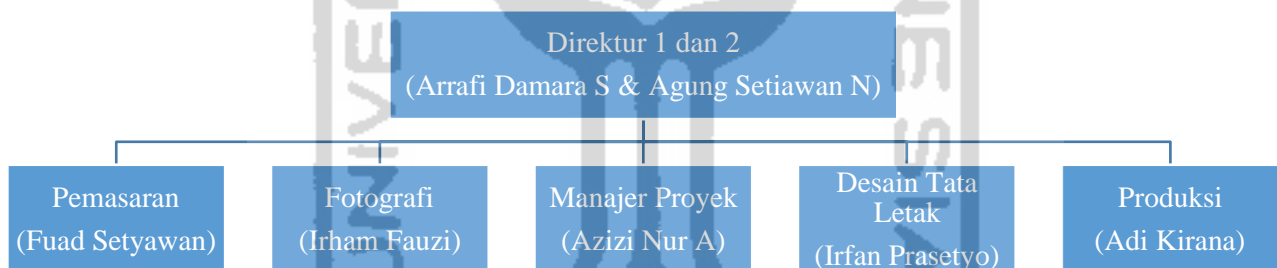 Direktur 1 dan 2
(Arrafi Damara S & Agung Setiawan N)
Pemasaran
(Fuad Setyawan)
Fotografi
(Irham Fauzi)
Manajer Proyek
(Azizi Nur A)
Desain Tata
Letak
(Irfan Prasetyo)
Produksi
(Adi Kirana)